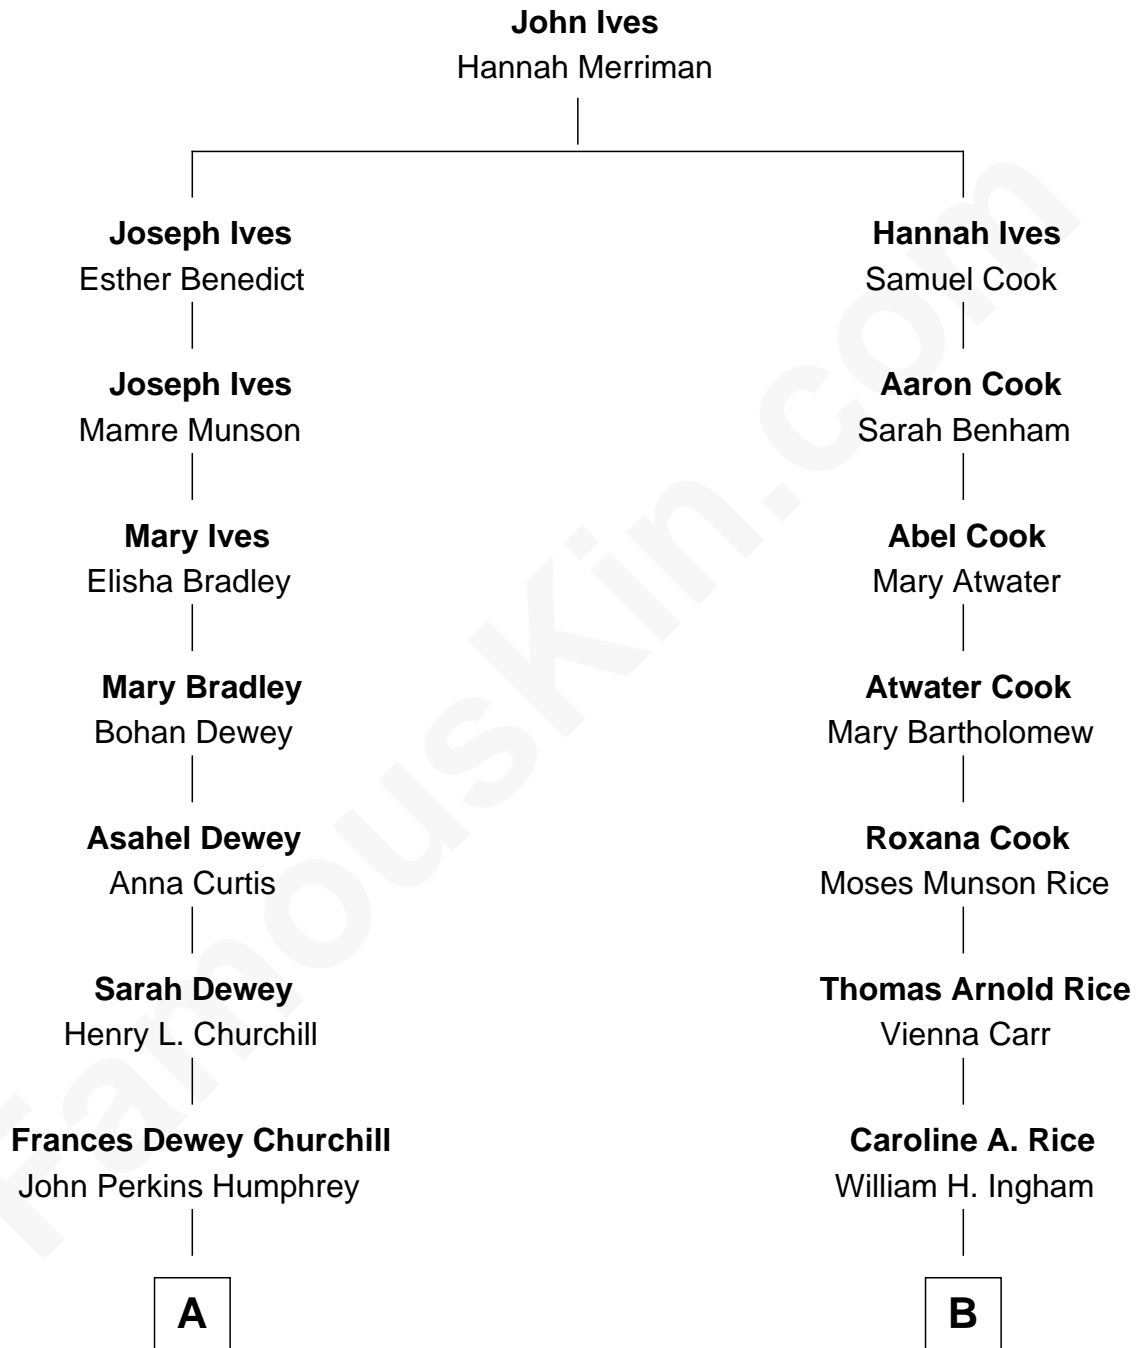 John Ives
Hannah Merriman
Joseph Ives
Esther Benedict
Hannah Ives
Samuel Cook
Joseph Ives
Mamre Munson
Aaron Cook
Sarah Benham
Mary Ives
Elisha Bradley
Abel Cook
Mary Atwater
Mary Bradley
Bohan Dewey
Atwater Cook
Mary Bartholomew
Asahel Dewey
Anna Curtis
Roxana Cook
Moses Munson Rice
Sarah Dewey
Henry L. Churchill
Thomas Arnold Rice
Vienna Carr
Frances Dewey Churchill
John Perkins Humphrey
Caroline A. Rice
William H. Ingham
A
B
FamousKin.com